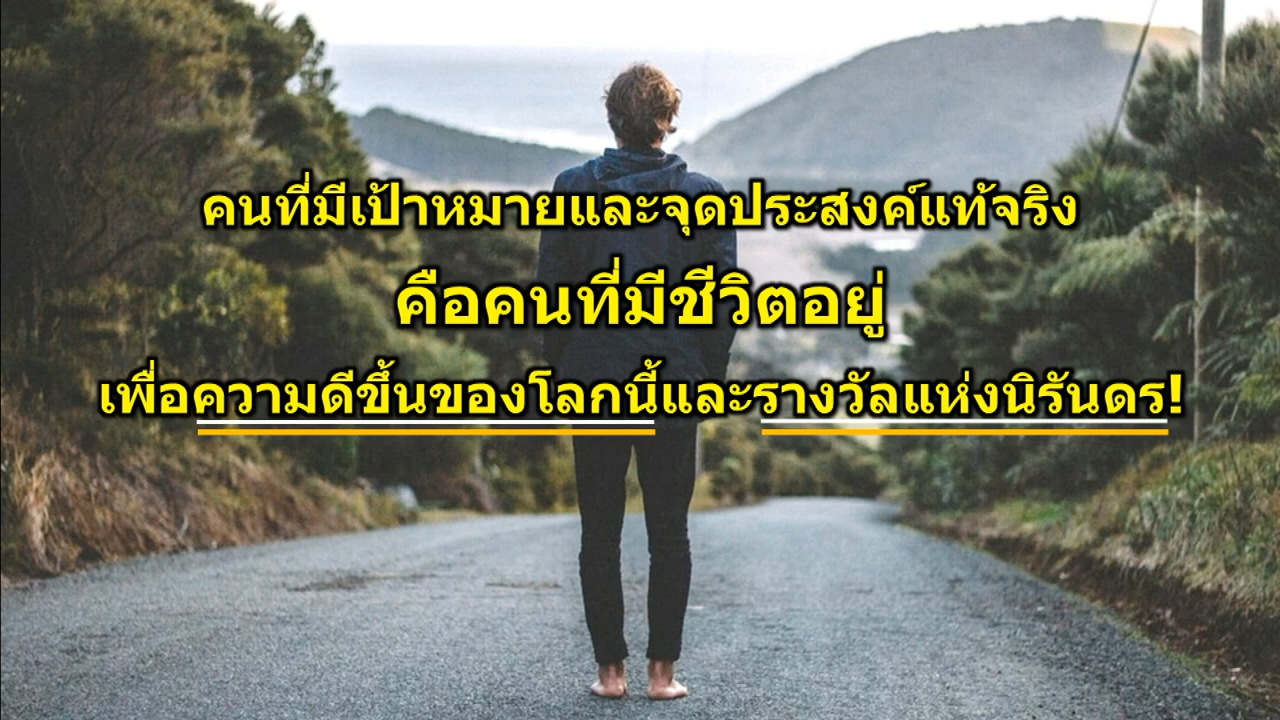 คนที่มีเป้าหมายและจุดประสงค์แท้จริง
คือคนที่มีชีวิตอยู่
เพื่อความดีขึ้นของโลกนี้และรางวัลแห่งนิรันดร!